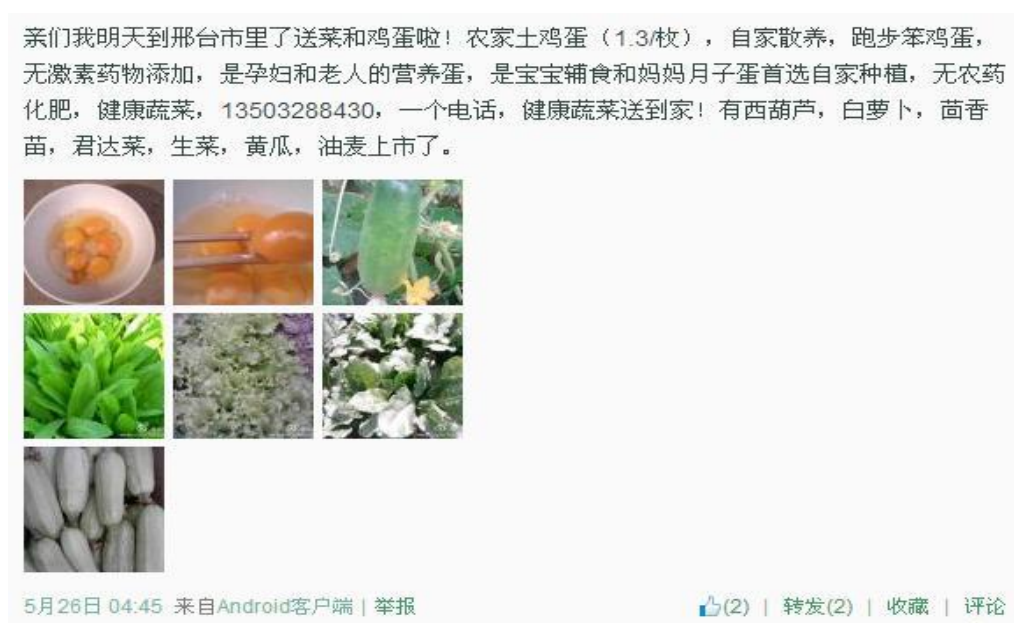 亲们我明天到邢台市里了送菜和鸡蛋啦！农家土鸡蛋（1.3/枚），自家散养，跑步笨鸡蛋，
无激素药物添加，是孕妇和老人的营养蛋，是宝宝辅食和妈妈月子蛋首选自家种植，无农药
化肥，健康蔬菜，13503288430，一个电话，健康蔬菜送到家！有西葫芦，白萝卜，茴香
苗，君达菜，生菜，黄瓜，油麦上市了。
5月26日 04:45 来自Android客户端 | 举报
(2) | 转发(2) | 收藏 | 评论